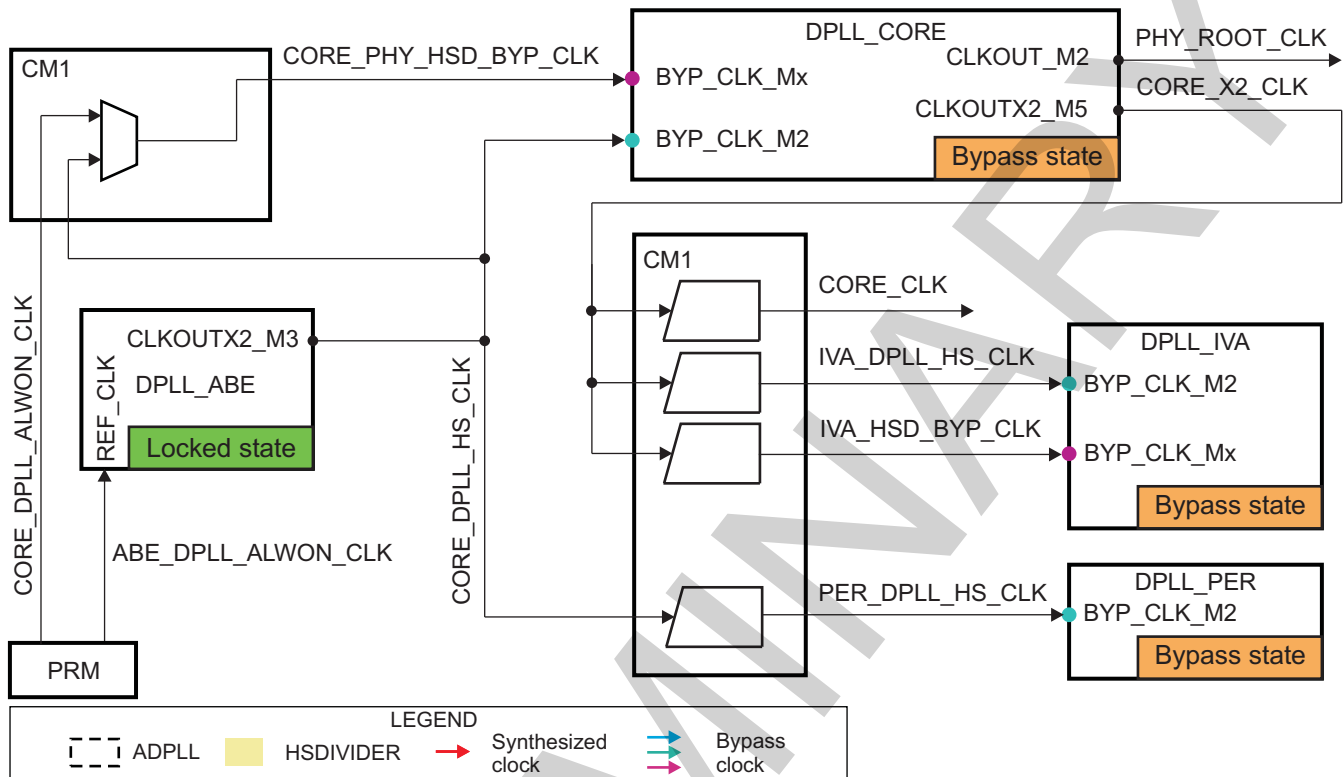 CM1
CORE_PHY_HSD_BYP_CLK
DPLL_CORE
BYP_CLK_Mx
BYP_CLK_M2
CLKOUT_M2
CLKOUTX2_M5
Bypass state
PHY_ROOT_CLK
CORE_X2_CLK
CORE_DPLL_ALWON_CLK
CLKOUTX2_M3
DPLL_ABE
REF_CLK
Locked state
CORE_DPLL_HS_CLK
ABE_DPLL_ALWON_CLK
PRM
CM1
CORE_CLK
IVA_DPLL_HS_CLK
IVA_HSD_BYP_CLK
PER_DPLL_HS_CLK
DPLL_IVA
BYP_CLK_M2
BYP_CLK_Mx
Bypass state
DPLL_PER
BYP_CLK_M2
Bypass state
LEGEND
ADPLL
HSDIVIDER
Synthesized
clock
Bypass
clock
MINARY